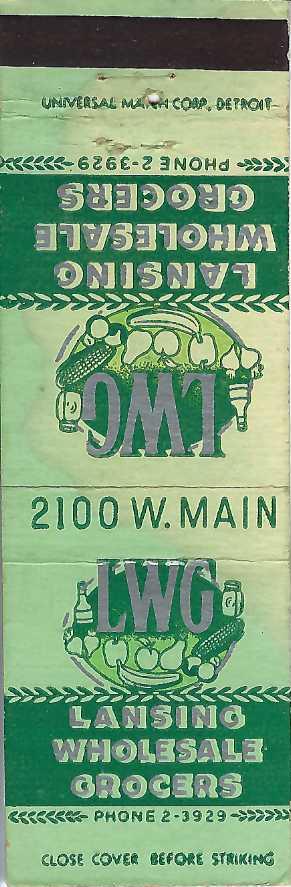 UNIVERSAL MATCH CORP., DETROIT
PHONE 2-3929
LANSING
WHOLESALE
GROCERS
LWG
2100 W. MAIN
LWG
LANSING
WHOLESALE
GROCERS
PHONE 2-3929
CLOSE COVER BEFORE STRIKING